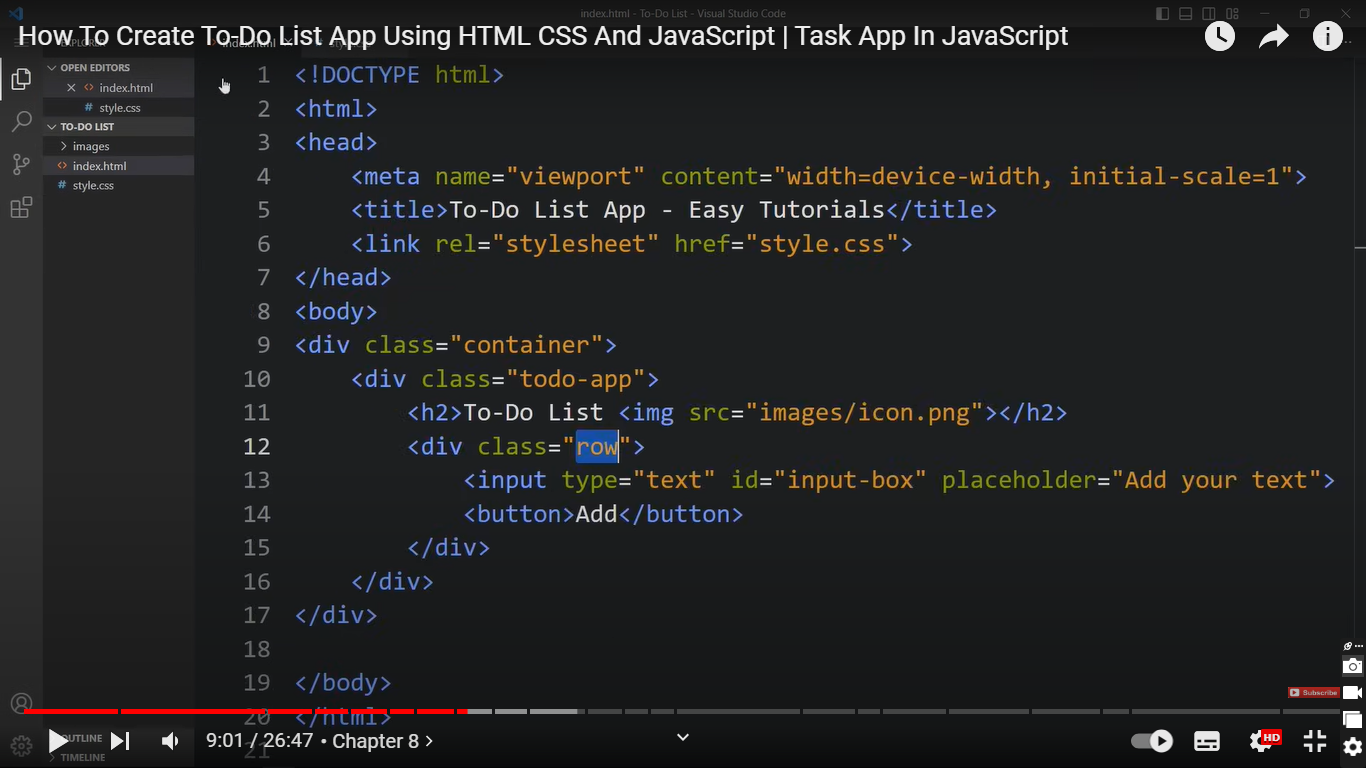 index.html - To-Do List - Visual Studio Code
How To Create To-Do List App Using HTML CSS And JavaScript | Task App In JavaScript
OPEN EDITORS
index.html
# style.css
TO-DO LIST
images
index.html
# style.css
1 <!DOCTYPE html>
2 <html>
3 <head>
4 <meta name="viewport" content="width=device-width, initial-scale=1">
5 <title>To-Do List App - Easy Tutorials</title>
6 <link rel="stylesheet" href="style.css">
7 </head>
8 <body>
9 <div class="container">
10 <div class="todo-app">
11 <h2>To-Do List <img src="images/icon.png"></h2>
12 <div class="row">
13 <input type="text" id="input-box" placeholder="Add your text">
14 <button>Add</button>
15 </div>
16 </div>
17 </div>
18
19 </body>
20 </html>
21
Subscribe
OUTLINE
TIMELINE
9:01 / 26:47 • Chapter 8 >
HD